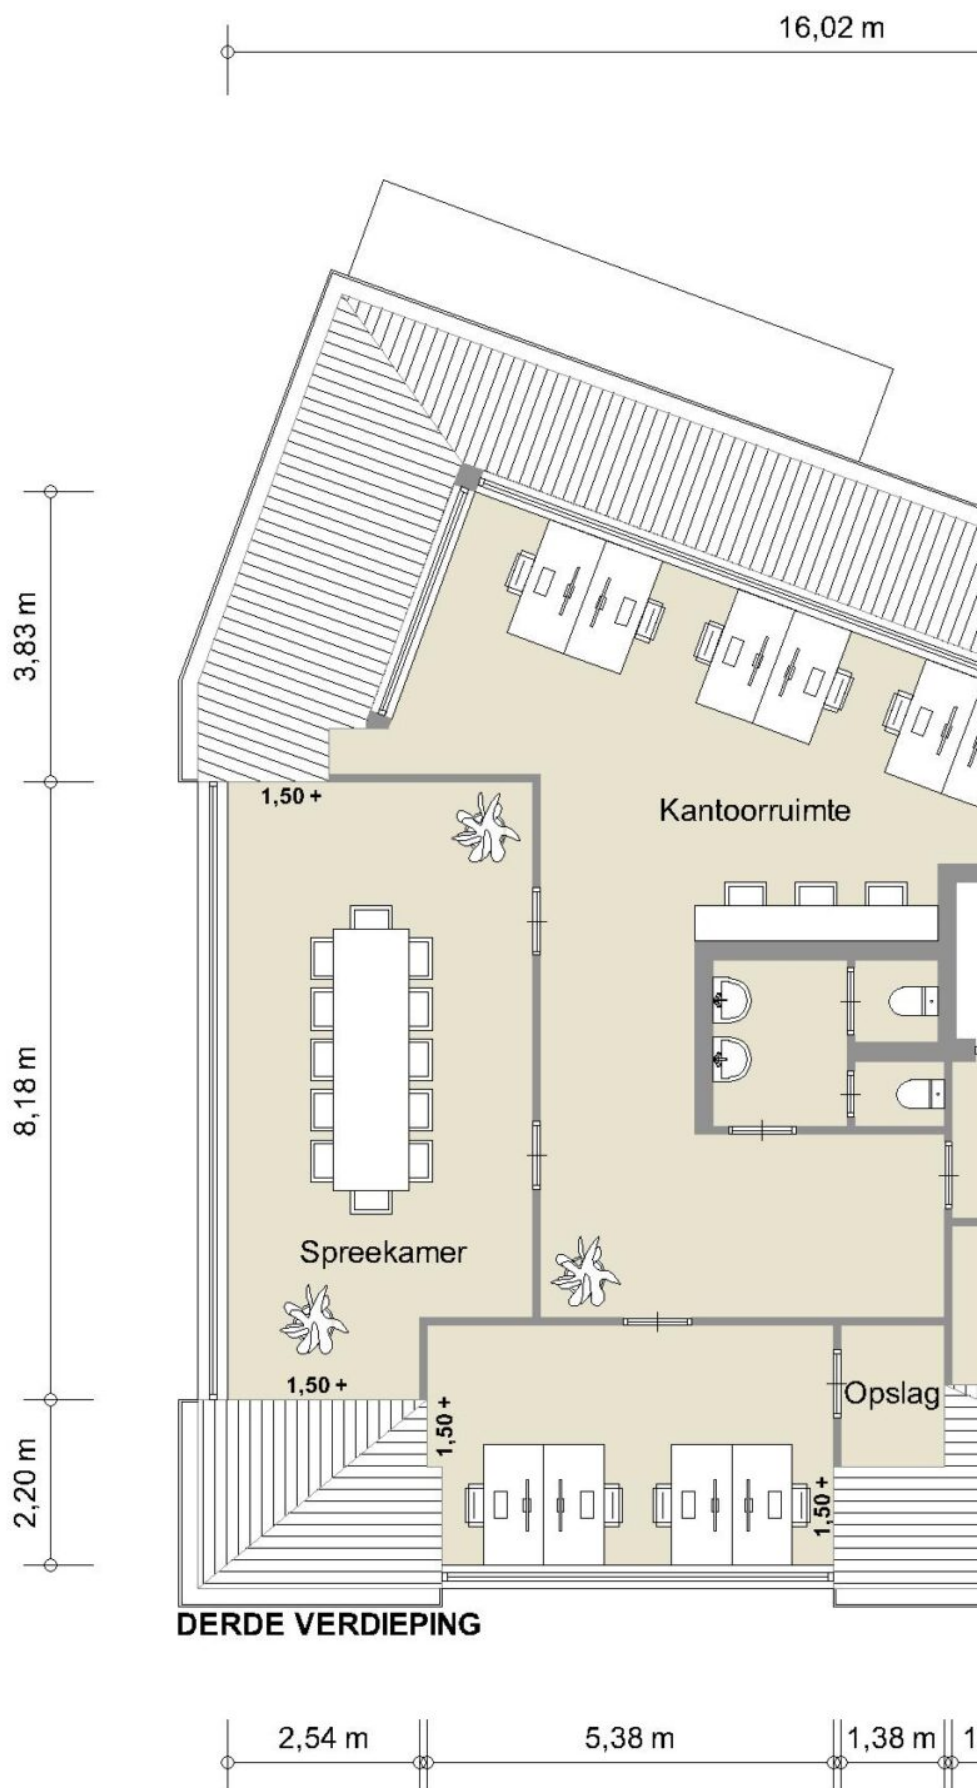 16,02 m
3,83 m
1,50 +
Kantoorruimte
8,18 m
Spreekamer
1,50 +
1,50 +
Opslag
2,20 m
1,50 +
DERDE VERDIEPING
2,54 m
5,38 m
1,38 m
1